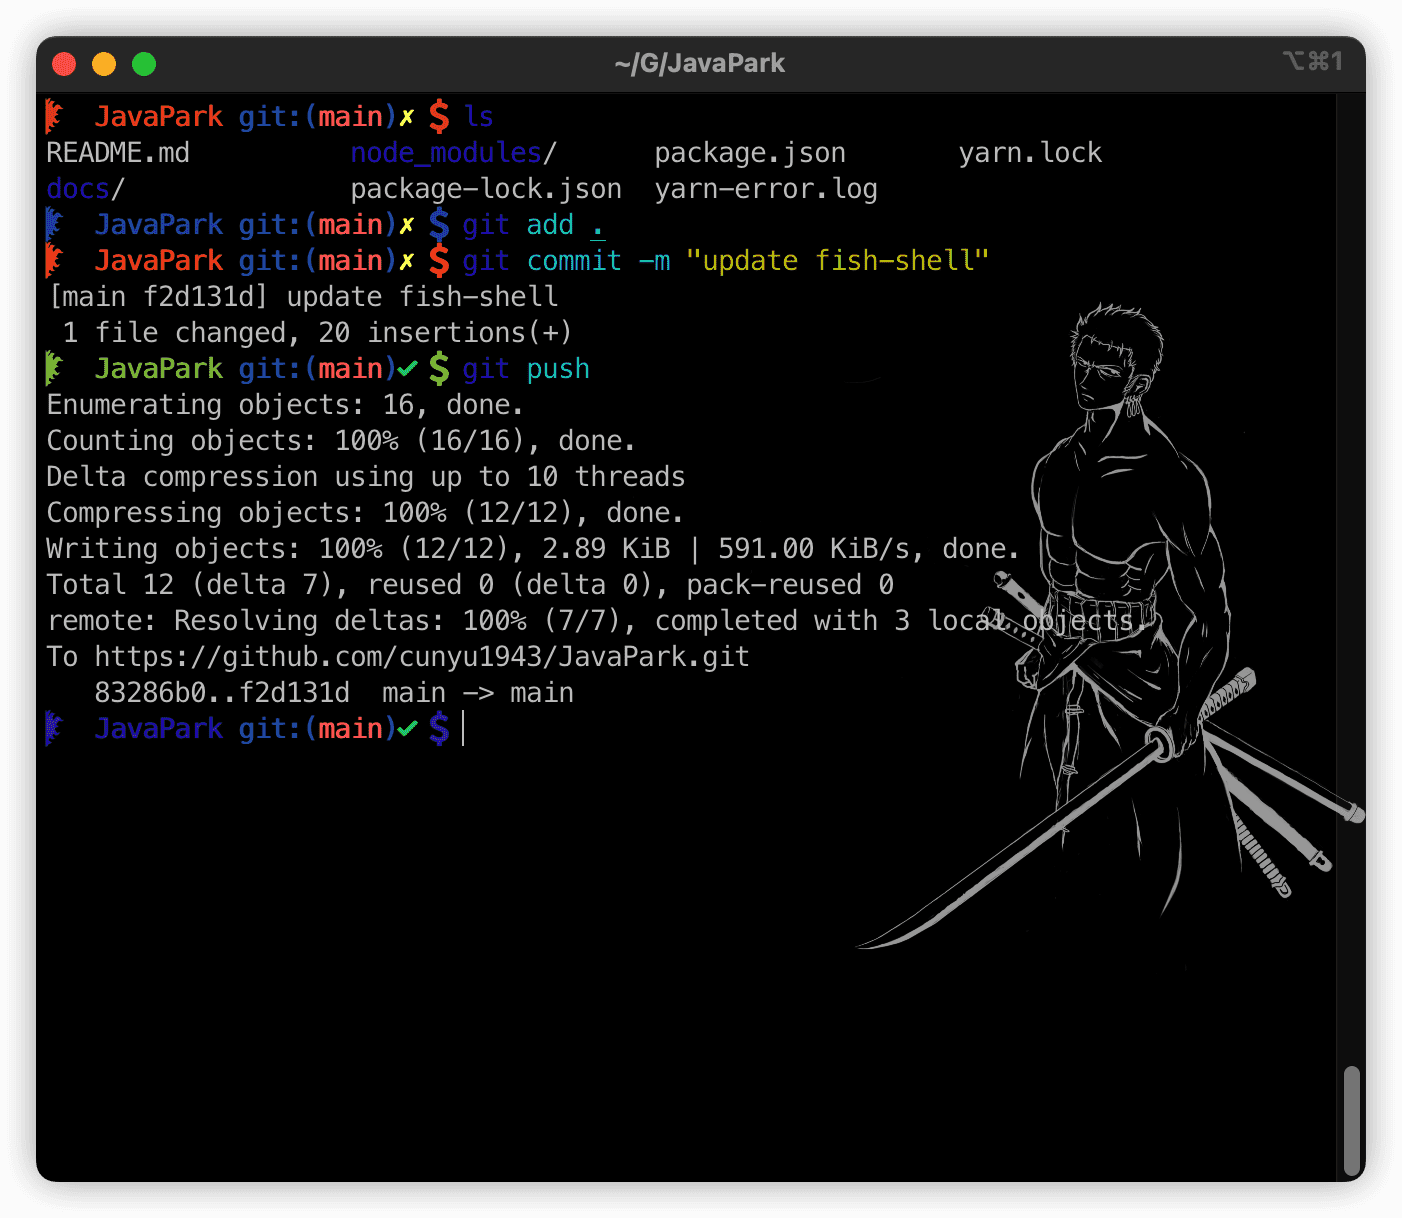 ~/G/JavaPark ⌥⌘1
JavaPark git:(main)✗ $ ls
README.md node_modules/ package.json yarn.lock
docs/ package-lock.json yarn-error.log
JavaPark git:(main)✗ $ git add .
JavaPark git:(main)✗ $ git commit -m "update fish-shell"
[main f2d131d] update fish-shell
1 file changed, 20 insertions(+)
JavaPark git:(main)✔ $ git push
Enumerating objects: 16, done.
Counting objects: 100% (16/16), done.
Delta compression using up to 10 threads
Compressing objects: 100% (12/12), done.
Writing objects: 100% (12/12), 2.89 KiB | 591.00 KiB/s, done.
Total 12 (delta 7), reused 0 (delta 0), pack-reused 0
remote: Resolving deltas: 100% (7/7), completed with 3 local objects.
To https://github.com/cunyu1943/JavaPark.git
83286b0..f2d131d main -> main
JavaPark git:(main)✔ $